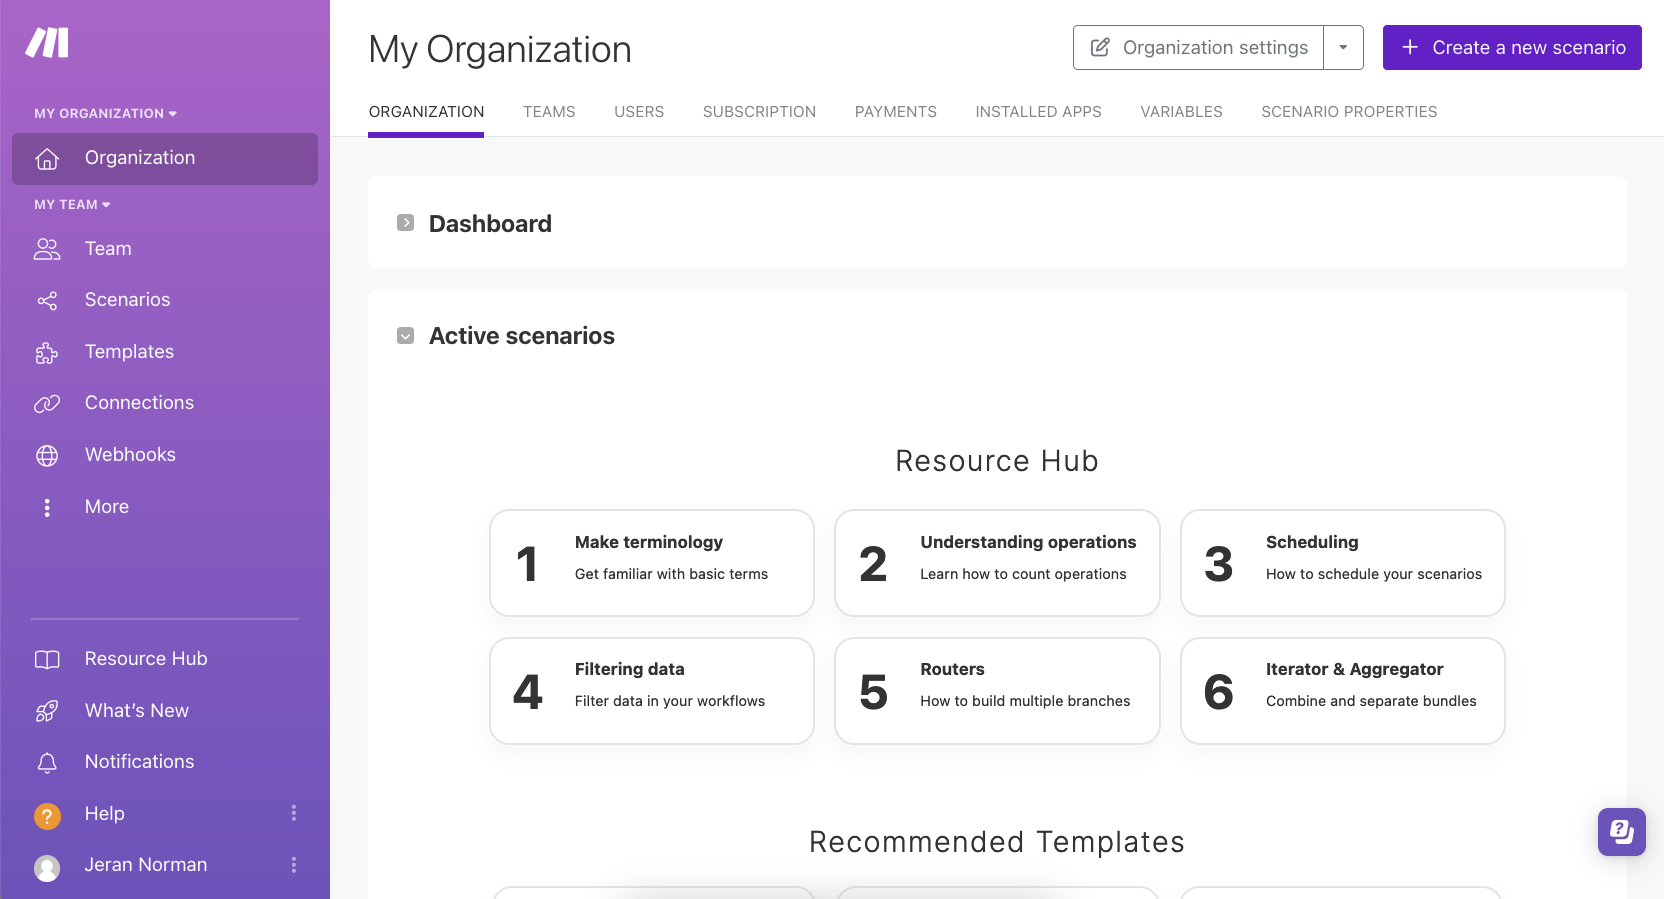 MY ORGANIZATION
Organization
MY TEAM
Team
Scenarios
Templates
Connections
Webhooks
More
Resource Hub
What's New
Notifications
? Help
Jeran Norman
My Organization
Organization settings
Create a new scenario
ORGANIZATION TEAMS USERS SUBSCRIPTION PAYMENTS INSTALLED APPS VARIABLES SCENARIO PROPERTIES
Dashboard
Active scenarios
Resource Hub
1
Make terminology
Get familiar with basic terms
2
Understanding operations
Learn how to count operations
3
Scheduling
How to schedule your scenarios
4
Filtering data
Filter data in your workflows
5
Routers
How to build multiple branches
6
Iterator & Aggregator
Combine and separate bundles
Recommended Templates
?